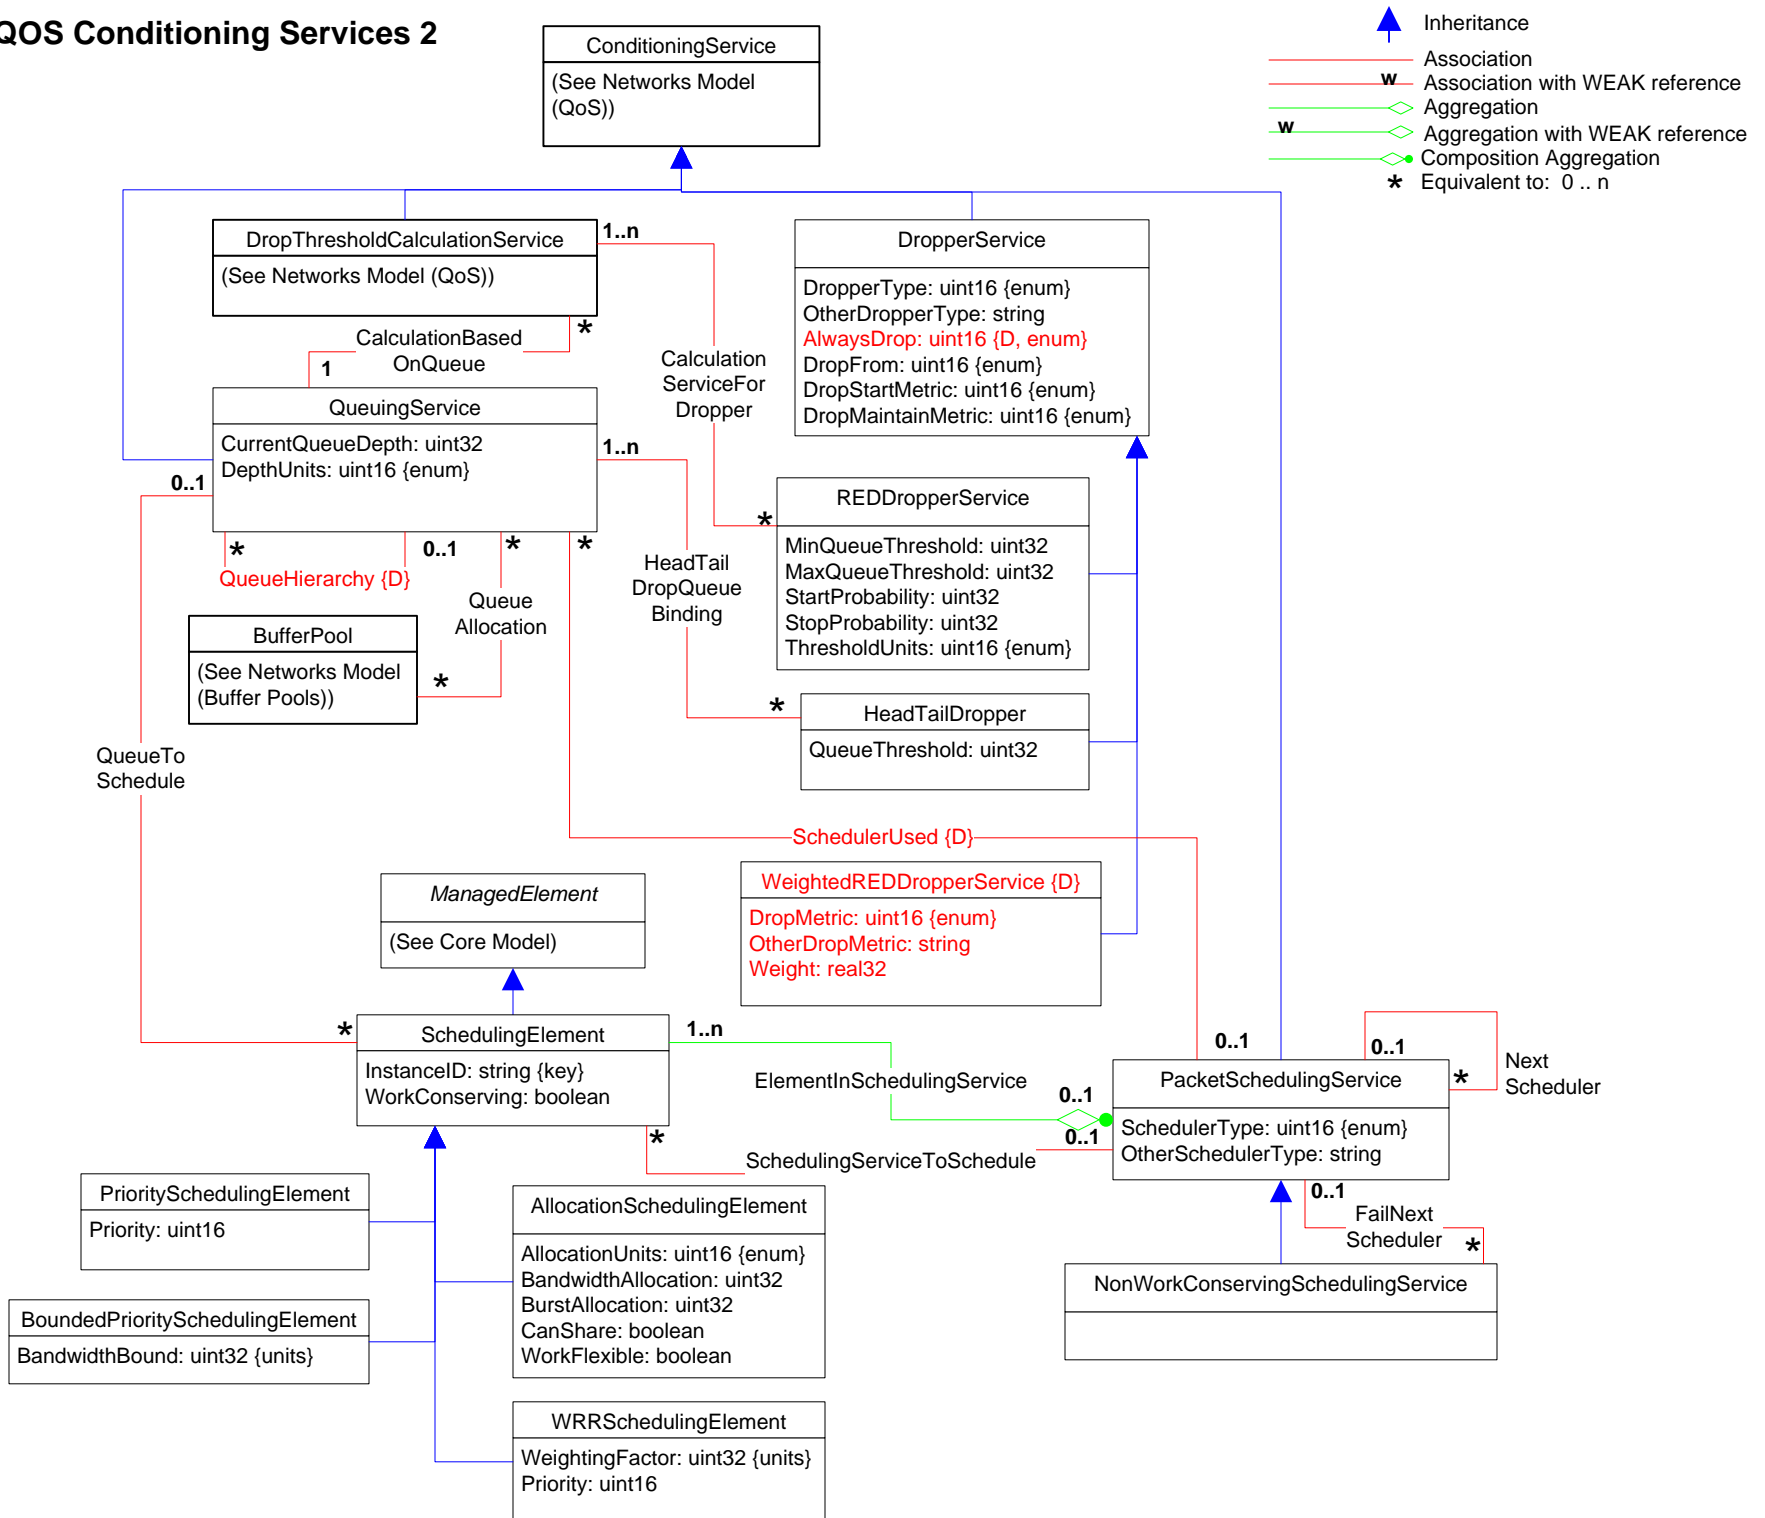 QOS Conditioning Services 2
Inheritance
Association
w
Association with WEAK reference
Aggregation
w
Aggregation with WEAK reference
Composition Aggregation
* Equivalent to: 0 .. n
ConditioningService
(See Networks Model
(QoS))
DropThresholdCalculationService
(See Networks Model (QoS))
1..n
*
CalculationBased
OnQueue
1
Calculation
ServiceFor
Dropper
*
DropperService
DropperType: uint16 {enum}
OtherDropperType: string
AlwaysDrop: uint16 {D, enum}
DropFrom: uint16 {enum}
DropStartMetric: uint16 {enum}
DropMaintainMetric: uint16 {enum}
QueuingService
CurrentQueueDepth: uint32
DepthUnits: uint16 {enum}
1..n
0..1
*
0..1
*
*
QueueHierarchy {D}
Queue
Allocation
HeadTail
DropQueue
Binding
*
REDDropperService
MinQueueThreshold: uint32
MaxQueueThreshold: uint32
StartProbability: uint32
StopProbability: uint32
ThresholdUnits: uint16 {enum}
BufferPool
(See Networks Model
(Buffer Pools))
*
HeadTailDropper
QueueThreshold: uint32
QueueTo
Schedule
SchedulerUsed {D}
WeightedREDDropperService {D}
DropMetric: uint16 {enum}
OtherDropMetric: string
Weight: real32
ManagedElement
(See Core Model)
*
SchedulingElement
InstanceID: string {key}
WorkConserving: boolean
1..n
ElementInSchedulingService
0..1
0..1
*
SchedulingServiceToSchedule
0..1
0..1
*
Next
Scheduler
PacketSchedulingService
SchedulerType: uint16 {enum}
OtherSchedulerType: string
0..1
FailNext
Scheduler
*
NonWorkConservingSchedulingService
PrioritySchedulingElement
Priority: uint16
BoundedPrioritySchedulingElement
BandwidthBound: uint32 {units}
AllocationSchedulingElement
AllocationUnits: uint16 {enum}
BandwidthAllocation: uint32
BurstAllocation: uint32
CanShare: boolean
WorkFlexible: boolean
WRRSchedulingElement
WeightingFactor: uint32 {units}
Priority: uint16